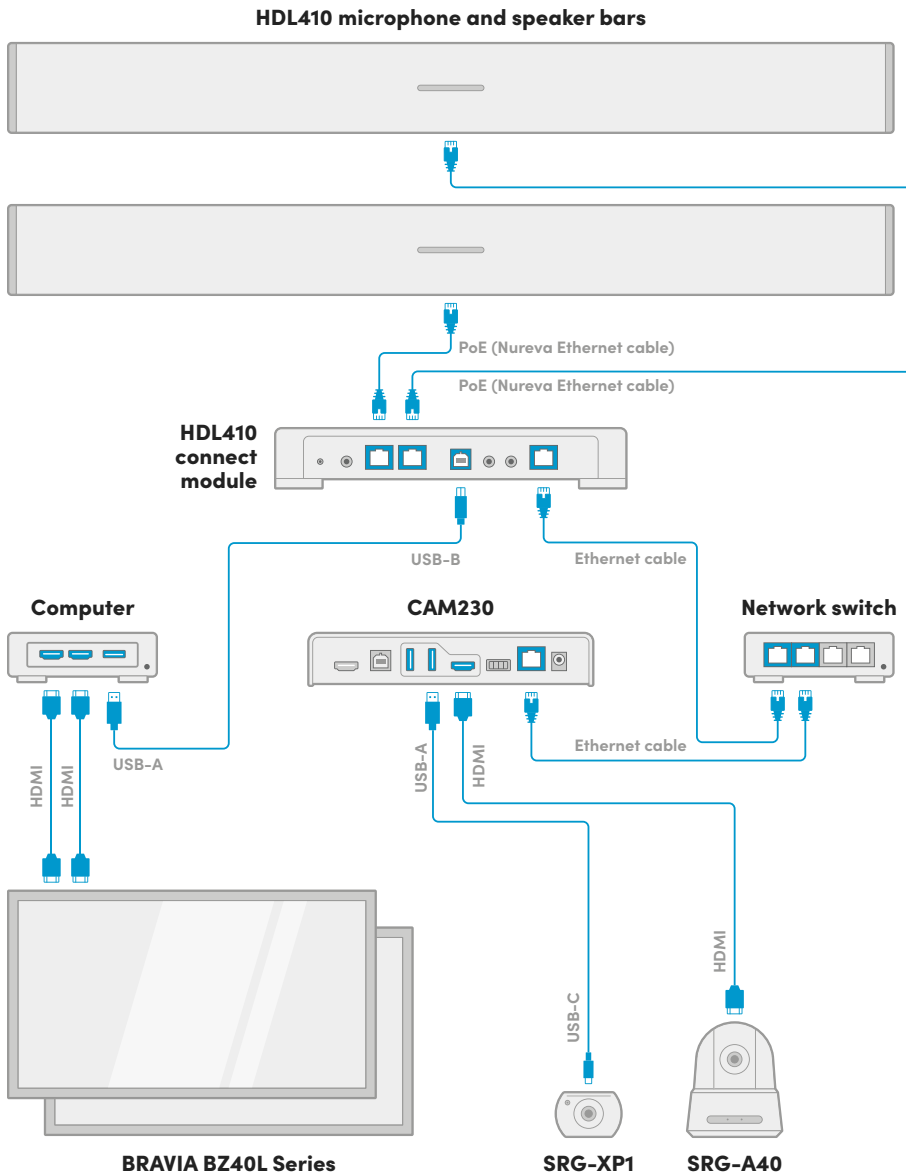 HDL410 microphone and speaker bars
PoE (Nureva Ethernet cable)
PoE (Nureva Ethernet cable)
HDL410
connect
module
USB-B
Ethernet cable
Computer
CAM230
Network switch
USB-A
Ethernet cable
HDMI
HDMI
USB-A
HDMI
HDMI
USB-C
BRAVIA BZ40L Series
SRG-XP1
SRG-A40